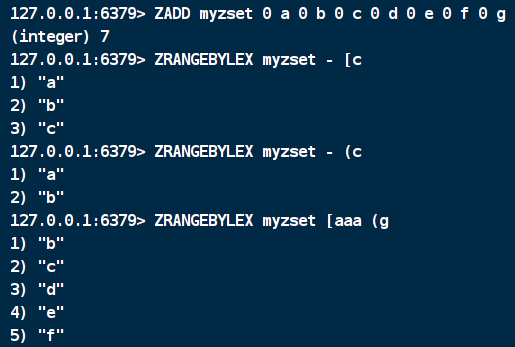 127.0.0.1:6379> ZADD myzset 0 a 0 b 0 c 0 d 0 e 0 f 0 g
(integer) 7
127.0.0.1:6379> ZRANGEBYLEX myzset - [c
1) "a"
2) "b"
3) "c"
127.0.0.1:6379> ZRANGEBYLEX myzset - (c
1) "a"
2) "b"
127.0.0.1:6379> ZRANGEBYLEX myzset [aaa (g
1) "b"
2) "c"
3) "d"
4) "e"
5) "f"